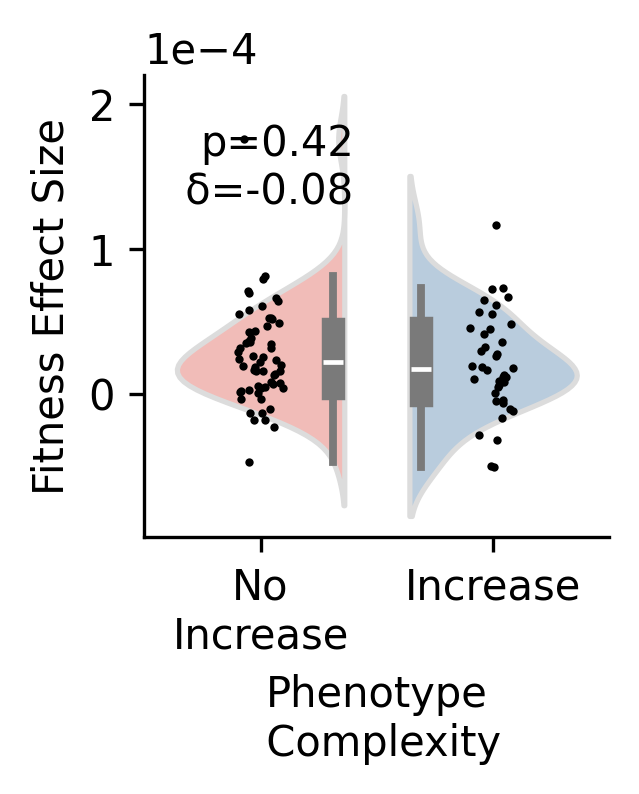 1e−4
2
p=0.42
δ=-0.08
1
0
Fitness Effect Size
No
Increase
Increase
Phenotype
Complexity